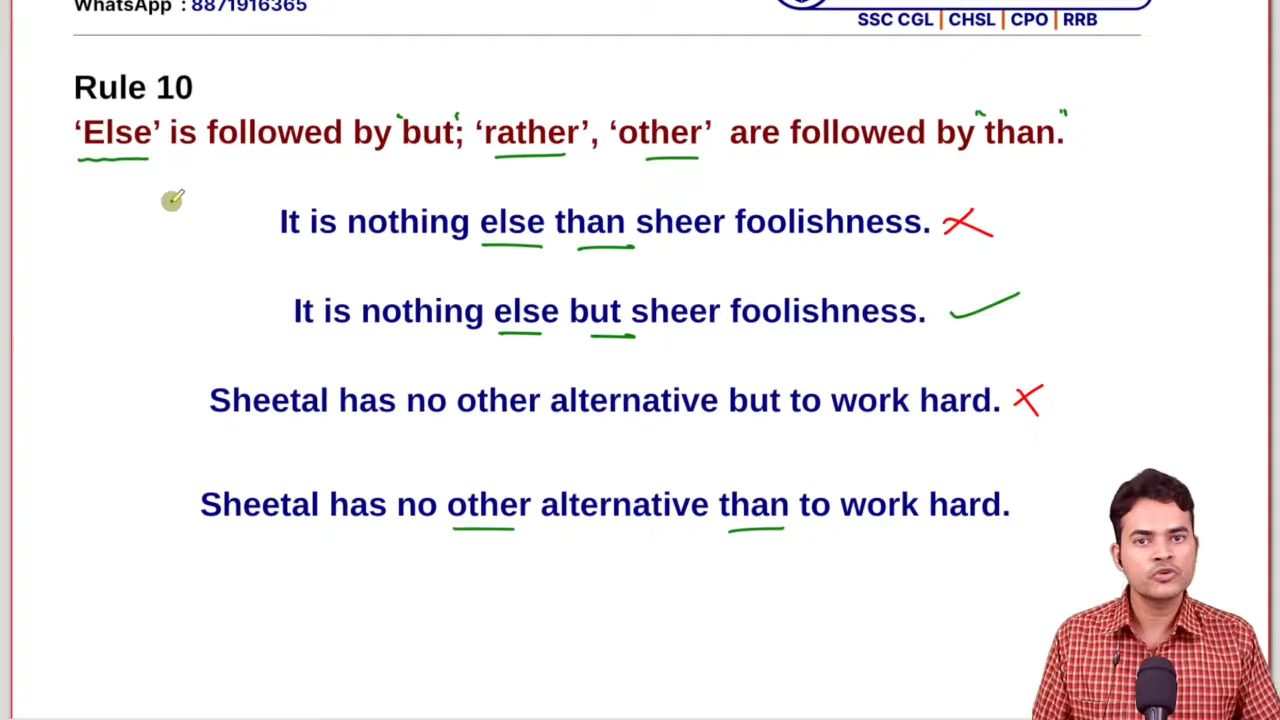 WhatsApp : 8871916365
SSC CGL | CHSL | CPO | RRB
Rule 10
‘Else’ is followed by but; ‘rather’, ‘other’ are followed by than.
It is nothing else than sheer foolishness.
It is nothing else but sheer foolishness.
Sheetal has no other alternative but to work hard.
Sheetal has no other alternative than to work hard.